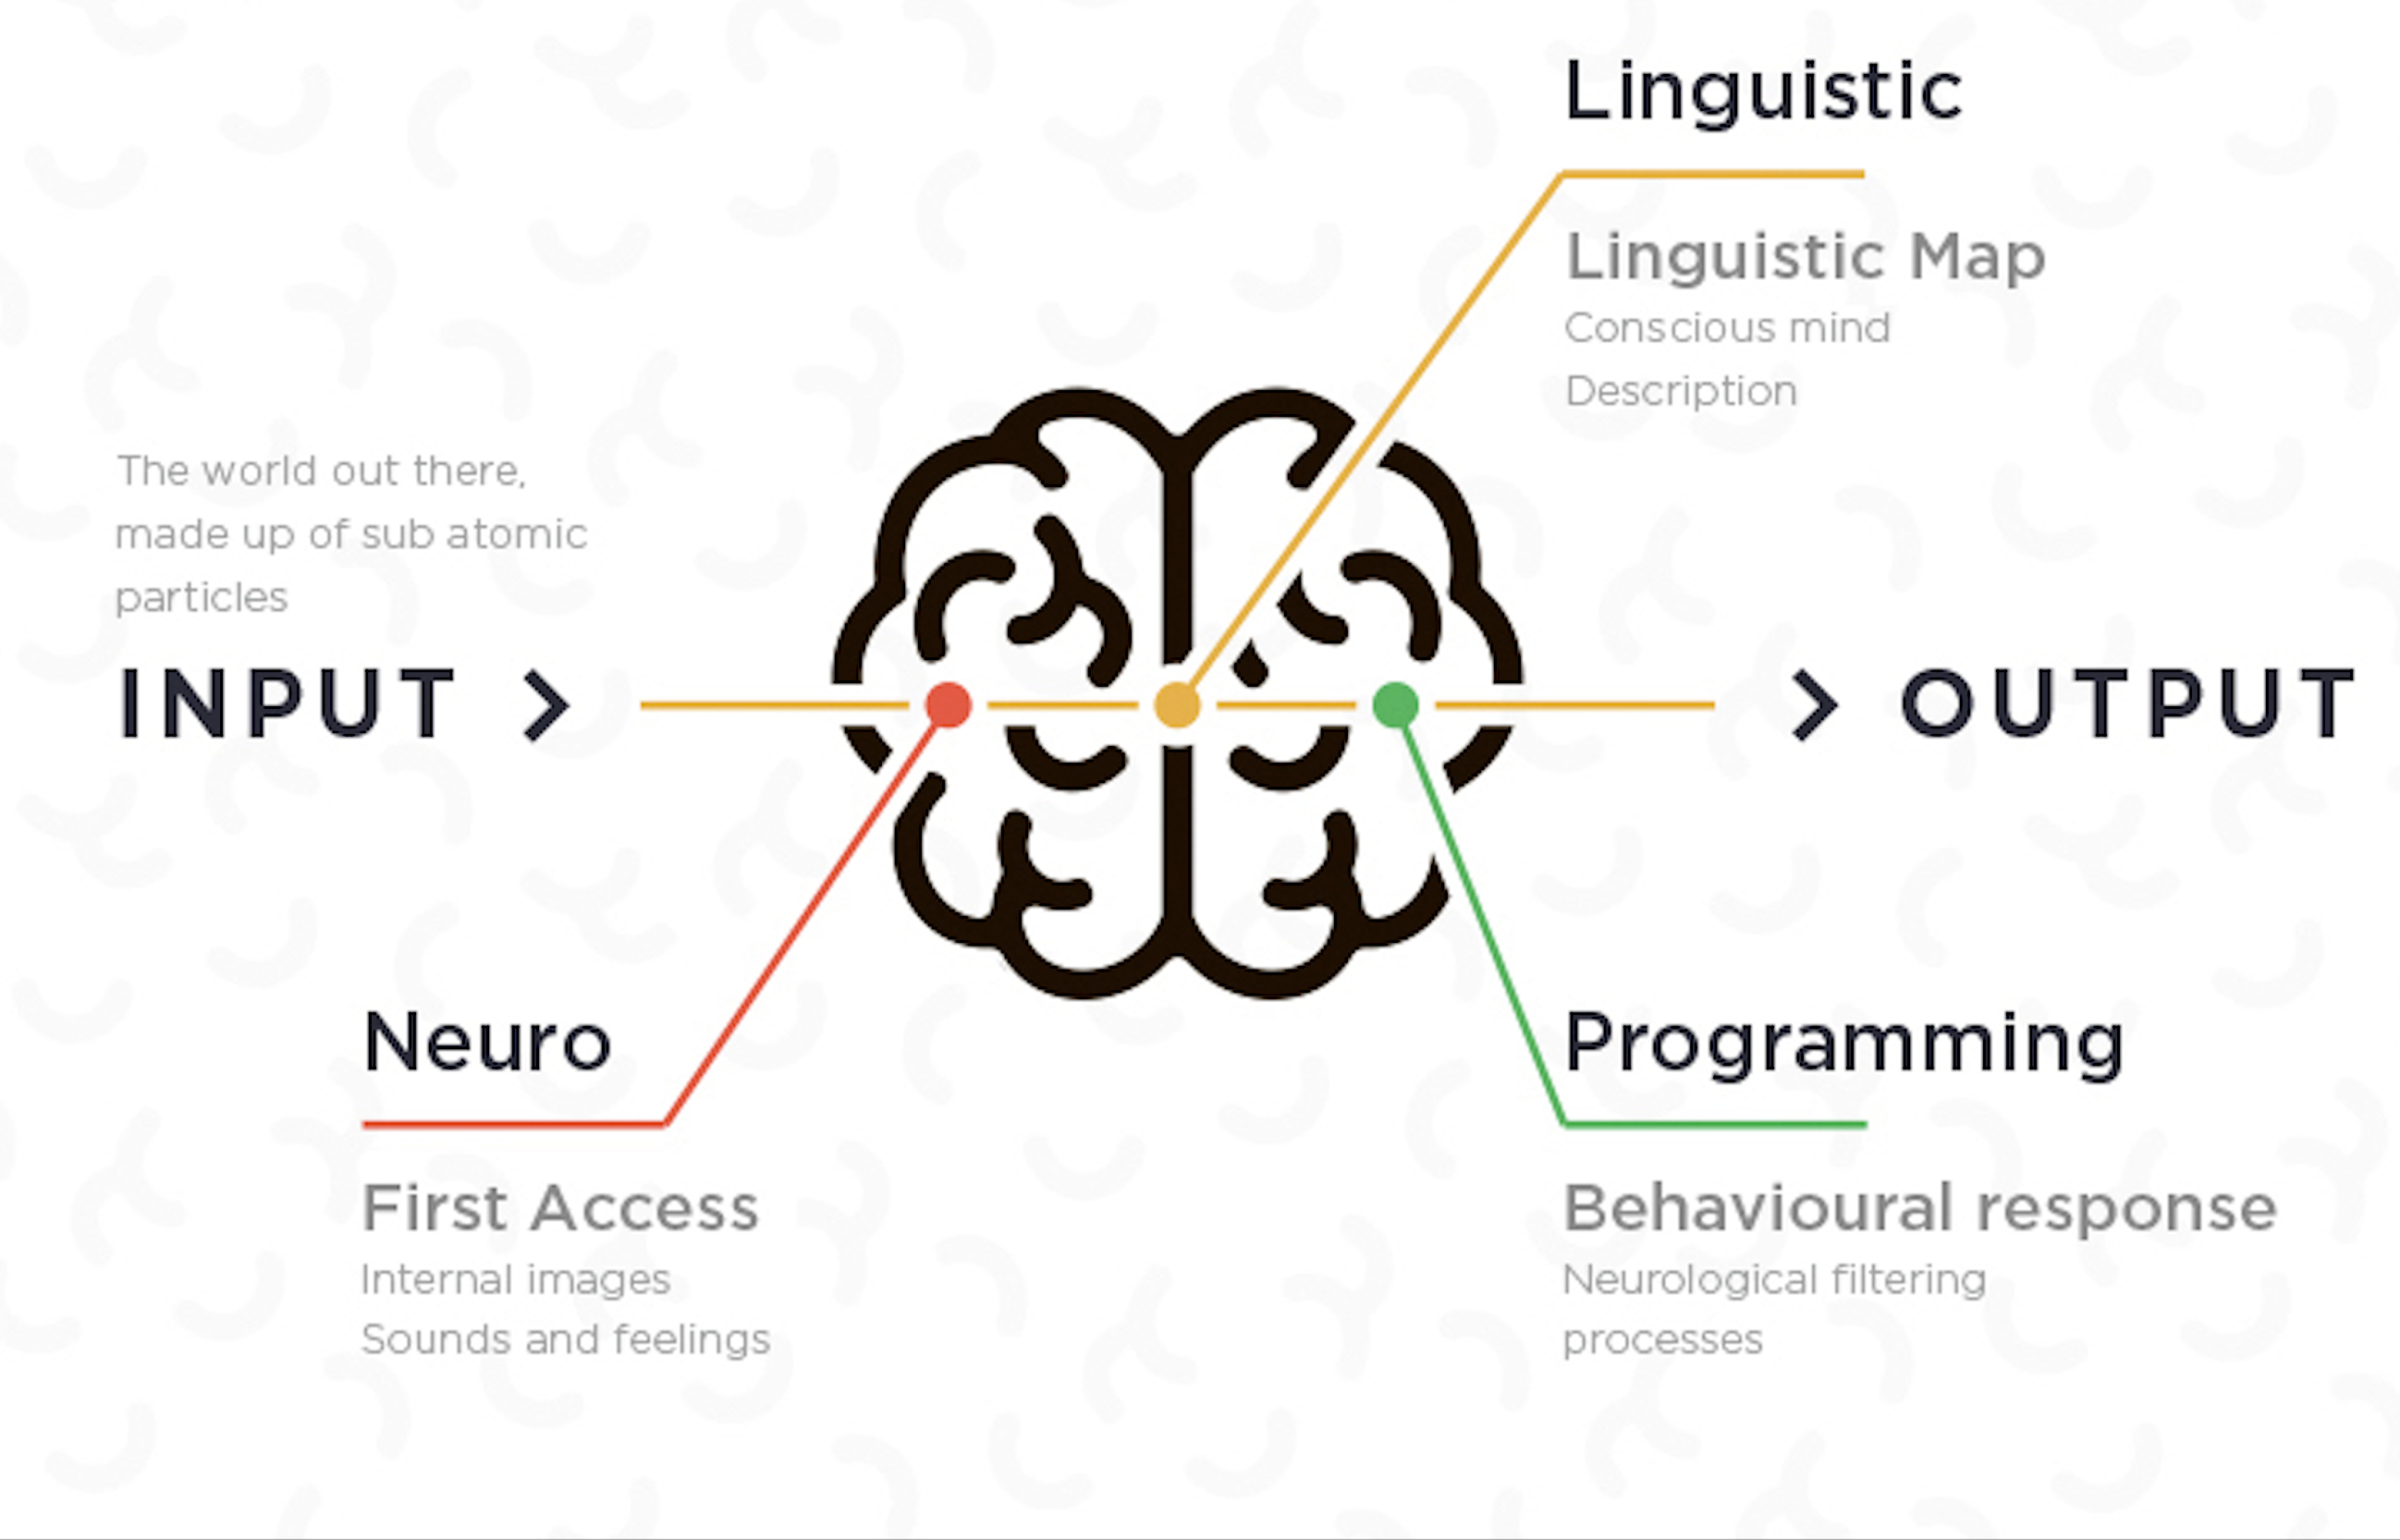 Linguistic
Linguistic Map
Conscious mind
Description
The world out there,
made up of sub atomic
particles
INPUT >
> OUTPUT
Neuro
First Access
Internal images
Sounds and feelings
Programming
Behavioural response
Neurological filtering
processes